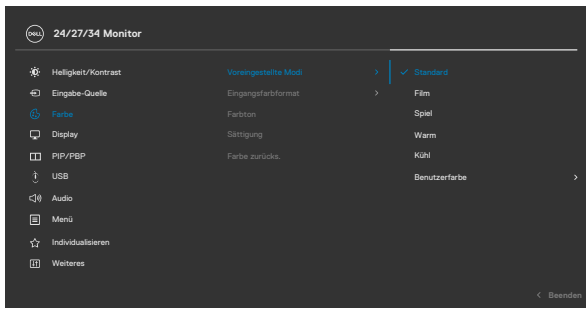 DELL 24/27/34 Monitor
Helligkeit/Kontrast Voreingestellte Modi > ✓ Standard
Eingabe-Quelle Eingangsfarbformat > Film
Farbe Farbton Spiel
Display Sättigung Warm
PIP/PBP Farbe zurücks. Kühl
USB Benutzerfarbe >
Audio
Menü
Individualisieren
Weiteres
< Beenden